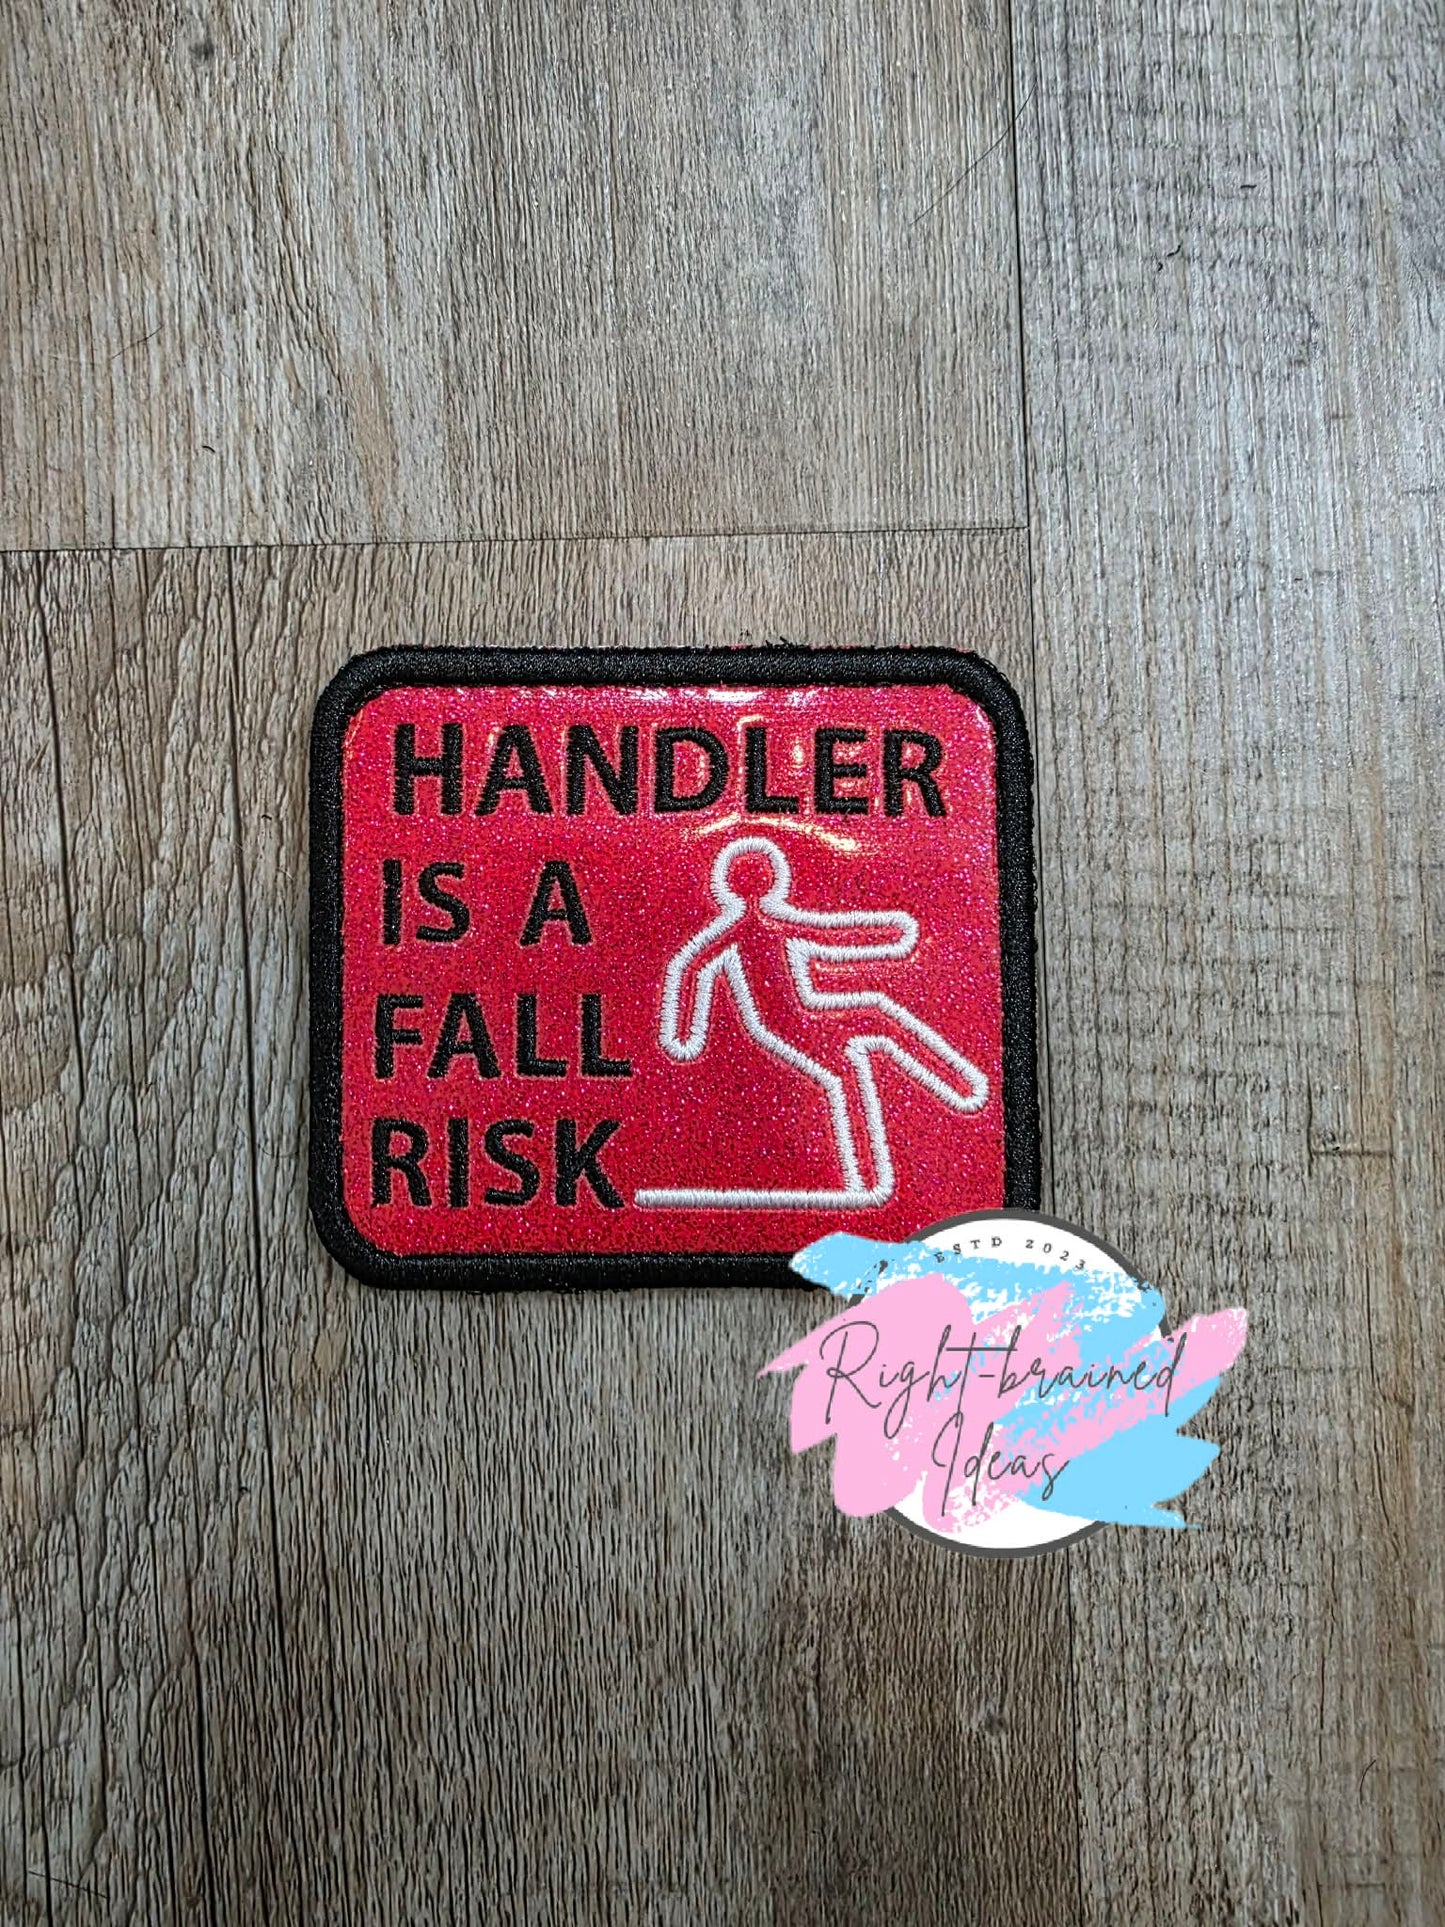 HANDLER
IS A
FALL
RISK
ESTD 2023
Right-brained
Ideas